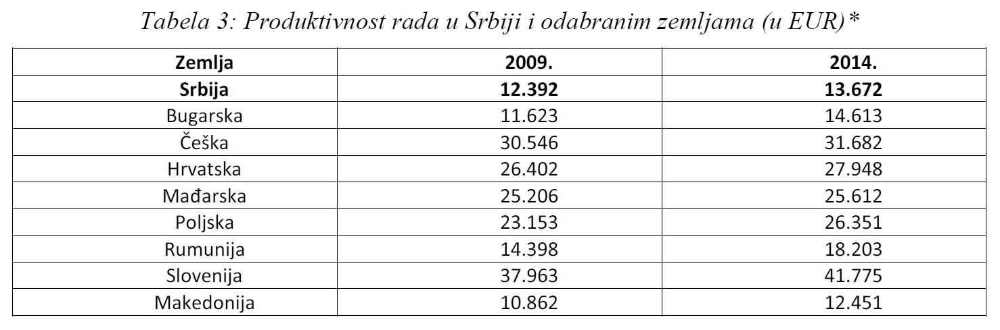 Tabela 3: Produktivnost rada u Srbiji i odabranim zemljama (u EUR)*
Zemlja 2009. 2014.
Srbija 12.392 13.672
Bugarska 11.623 14.613
Češka 30.546 31.682
Hrvatska 26.402 27.948
Mađarska 25.206 25.612
Poljska 23.153 26.351
Rumunija 14.398 18.203
Slovenija 37.963 41.775
Makedonija 10.862 12.451